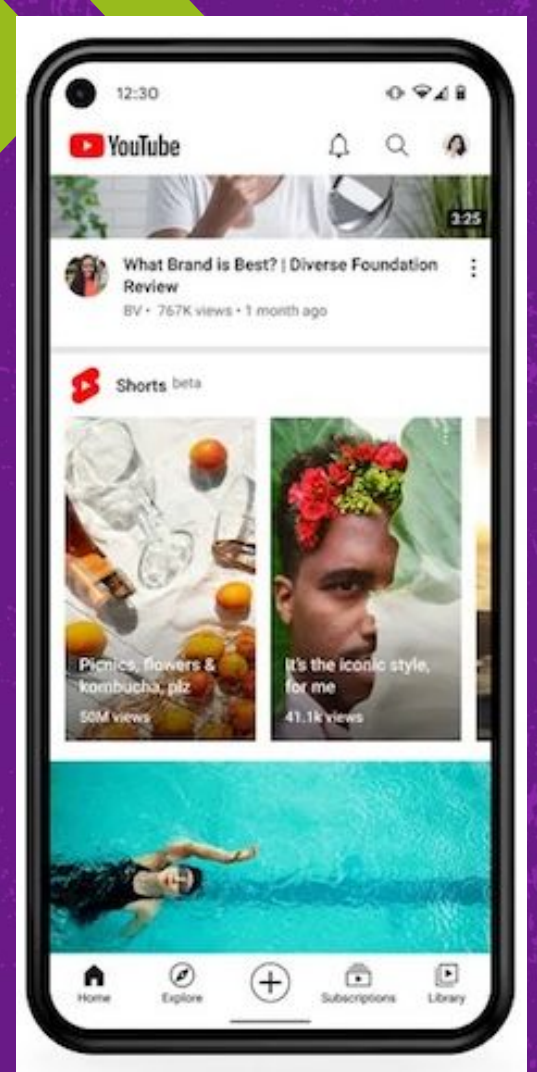 12:30
YouTube
3:25
What Brand is Best? | Diverse Foundation
Review
BV • 767K views • 1 month ago
Shorts beta
Picnics, flowers &
kombucha, plz
50M views
It's the iconic style,
for me
41.1k views
Home
Explore
Subscriptions
Library